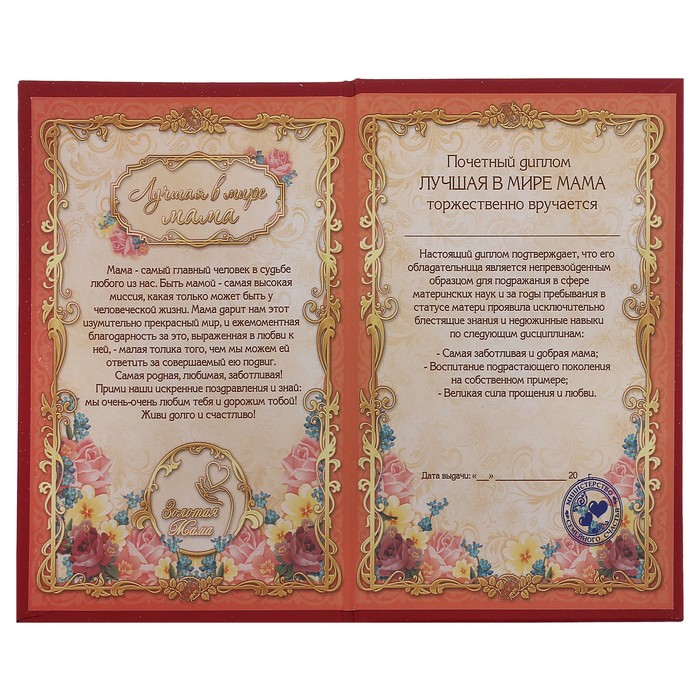 Лучшая в мире
мама
Мама - самый главный человек в судьбе
любого из нас. Быть мамой - самая высокая
миссия, какая только может быть у
человеческой жизни. Мама дарит нам этот
изумительно прекрасный мир, и ежемоментная
благодарность за это, выраженная в любви к
ней, - малая толика того, чем мы можем ей
ответить за совершаемый ею подвиг.
Самая родная, любимая, заботливая!
Прими наши искренние поздравления и знай:
мы очень-очень любим тебя и дорожим тобой!
Живи долго и счастливо!
Золотая
Мама
Почетный диплом
ЛУЧШАЯ В МИРЕ МАМА
торжественно вручается
Настоящий диплом подтверждает, что его
обладательница является непревзойденным
образцом для подражания в сфере
материнских наук и за годы пребывания в
статусе матери проявила исключительно
блестящие знания и недюжинные навыки
по следующим дисциплинам:
- Самая заботливая и добрая мама;
- Воспитание подрастающего поколения
на собственном примере;
- Великая сила прощения и любви.
Дата выдачи: «__»______________ 20__ г.
МИНИСТЕРСТВО
СЕМЕЙНОГО СЧАСТЬЯ